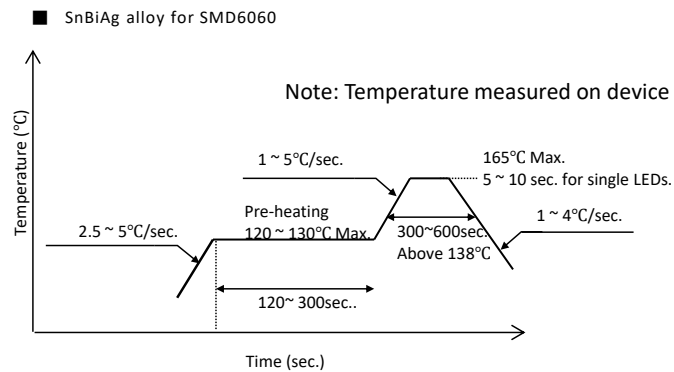 ■ SnBiAg alloy for SMD6060
Note: Temperature measured on device
Temperature (℃)
1 ~ 5℃/sec.
165℃ Max.
5 ~ 10 sec. for single LEDs.
Pre-heating
120 ~ 130℃ Max.
2.5 ~ 5℃/sec.
300~600sec.
Above 138℃
1 ~ 4℃/sec.
120~ 300sec..
Time (sec.)